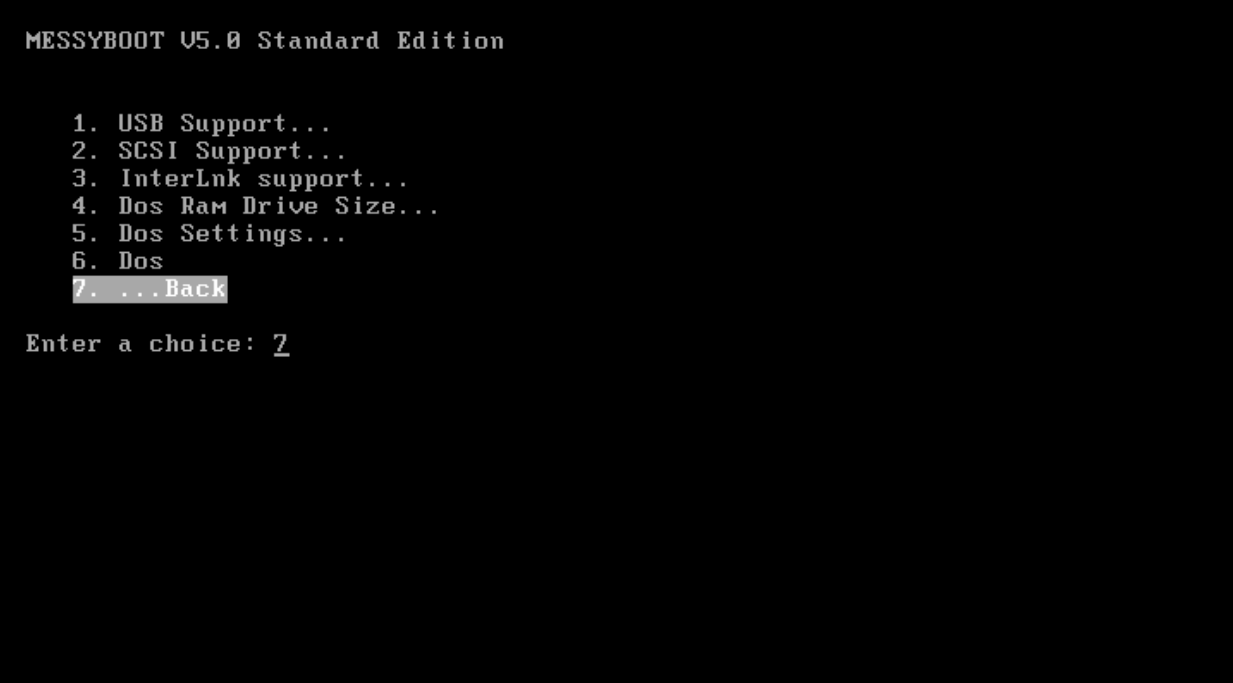 MESSYBOOT V5.0 Standard Edition
1. USB Support...
2. SCSI Support...
3. InterLnk support...
4. Dos Ram Drive Size...
5. Dos Settings...
6. Dos
7. ...Back
Enter a choice: 7